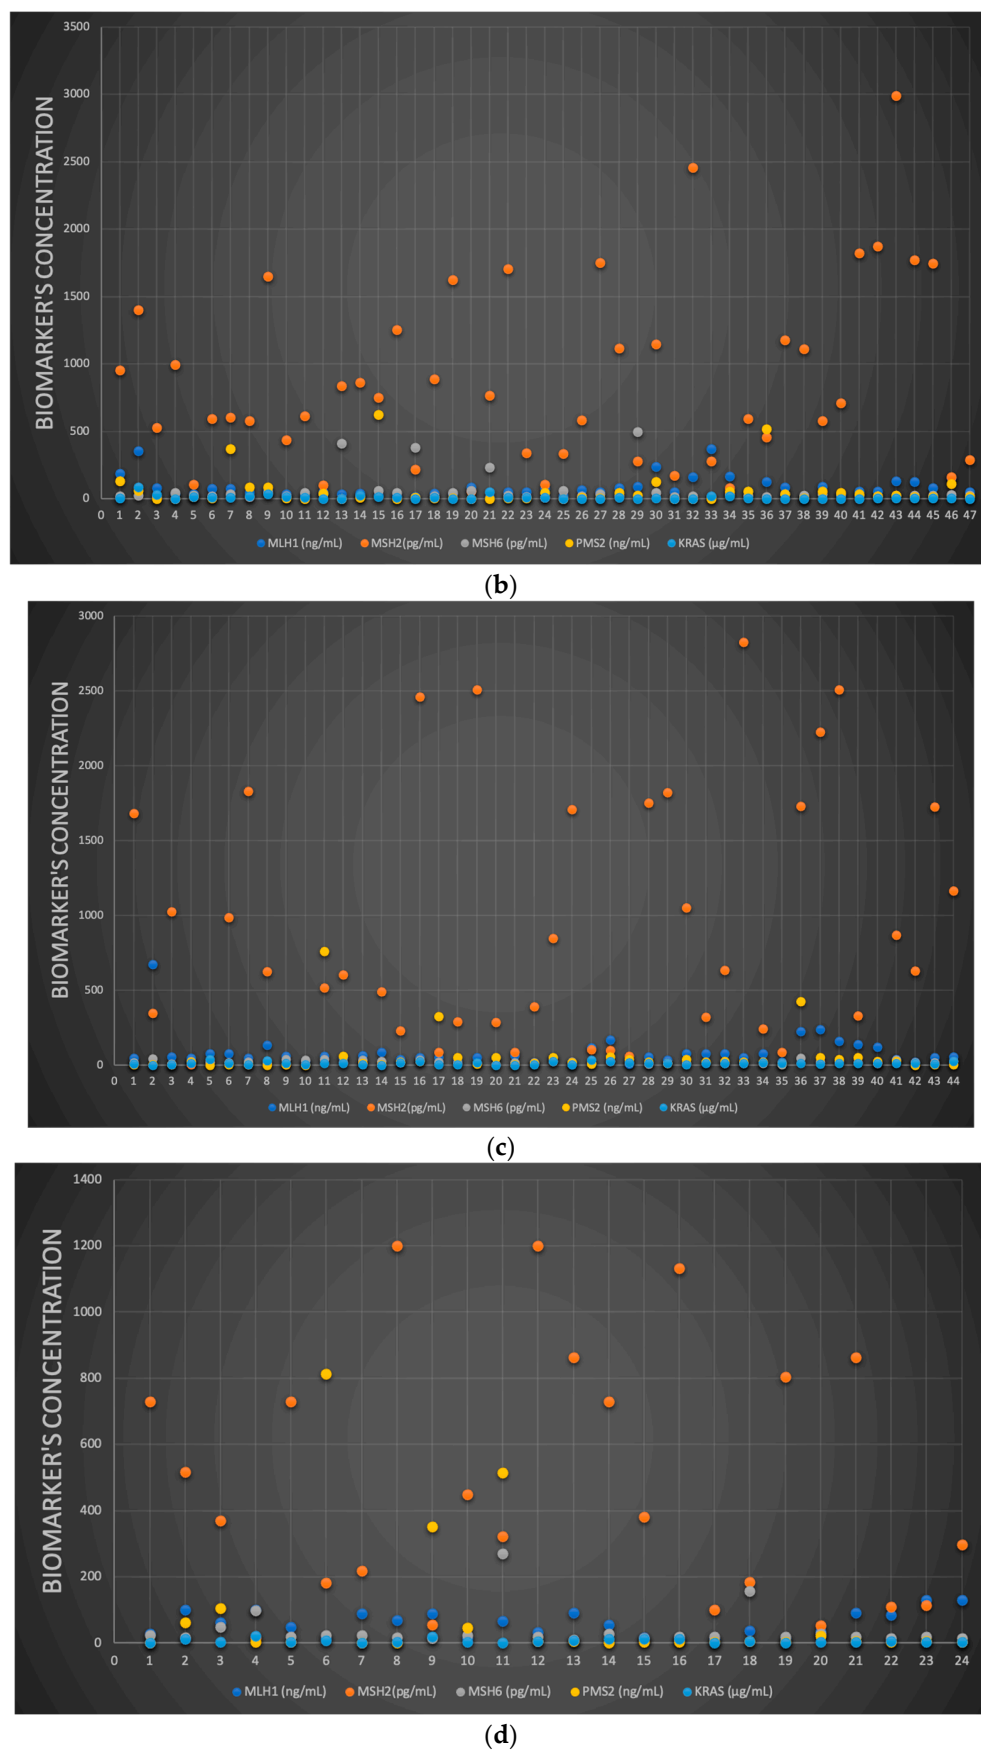 3500
3000
2500
2000
1500
1000
500
0
BIOMARKER'S CONCENTRATION
0 1 2 3 4 5 6 7 8 9 10 11 12 13 14 15 16 17 18 19 20 21 22 23 24 25 26 27 28 29 30 31 32 33 34 35 36 37 38 39 40 41 42 43 44 45 46 47
MLH1 (ng/mL) MSH2(pg/mL) MSH6 (pg/mL) PMS2 (ng/mL) KRAS (µg/mL)
(b)
3000
2500
2000
1500
1000
500
0
BIOMARKER'S CONCENTRATION
0 1 2 3 4 5 6 7 8 9 10 11 12 13 14 15 16 17 18 19 20 21 22 23 24 25 26 27 28 29 30 31 32 33 34 35 36 37 38 39 40 41 42 43 44
MLH1 (ng/mL) MSH2(pg/mL) MSH6 (pg/mL) PMS2 (ng/mL) KRAS (µg/mL)
(c)
1400
1200
1000
800
600
400
200
0
BIOMARKER'S CONCENTRATION
0 1 2 3 4 5 6 7 8 9 10 11 12 13 14 15 16 17 18 19 20 21 22 23 24
MLH1 (ng/mL) MSH2(pg/mL) MSH6 (pg/mL) PMS2 (ng/mL) KRAS (µg/mL)
(d)